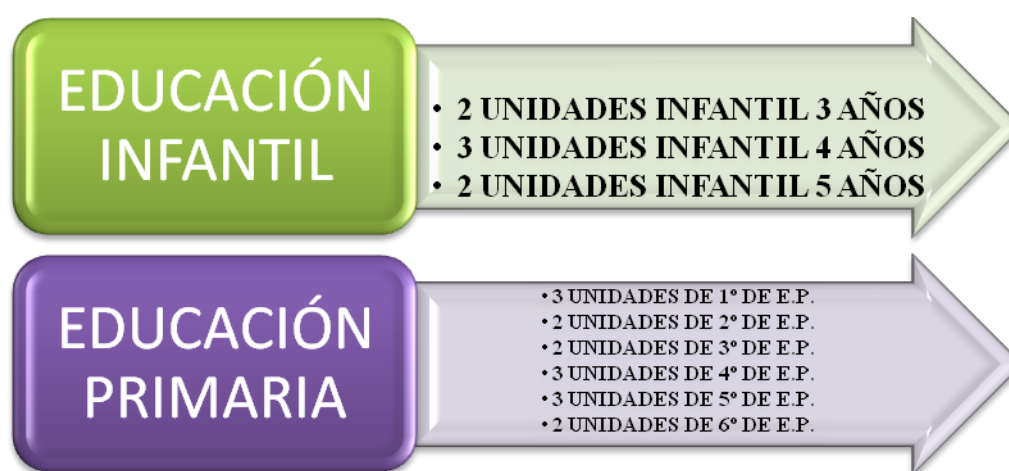 EDUCACIÓN
INFANTIL
• 2 UNIDADES INFANTIL 3 AÑOS
• 3 UNIDADES INFANTIL 4 AÑOS
• 2 UNIDADES INFANTIL 5 AÑOS
EDUCACIÓN
PRIMARIA
• 3 UNIDADES DE 1º DE E.P.
• 2 UNIDADES DE 2º DE E.P.
• 2 UNIDADES DE 3º DE E.P.
• 3 UNIDADES DE 4º DE E.P.
• 3 UNIDADES DE 5º DE E.P.
• 2 UNIDADES DE 6º DE E.P.